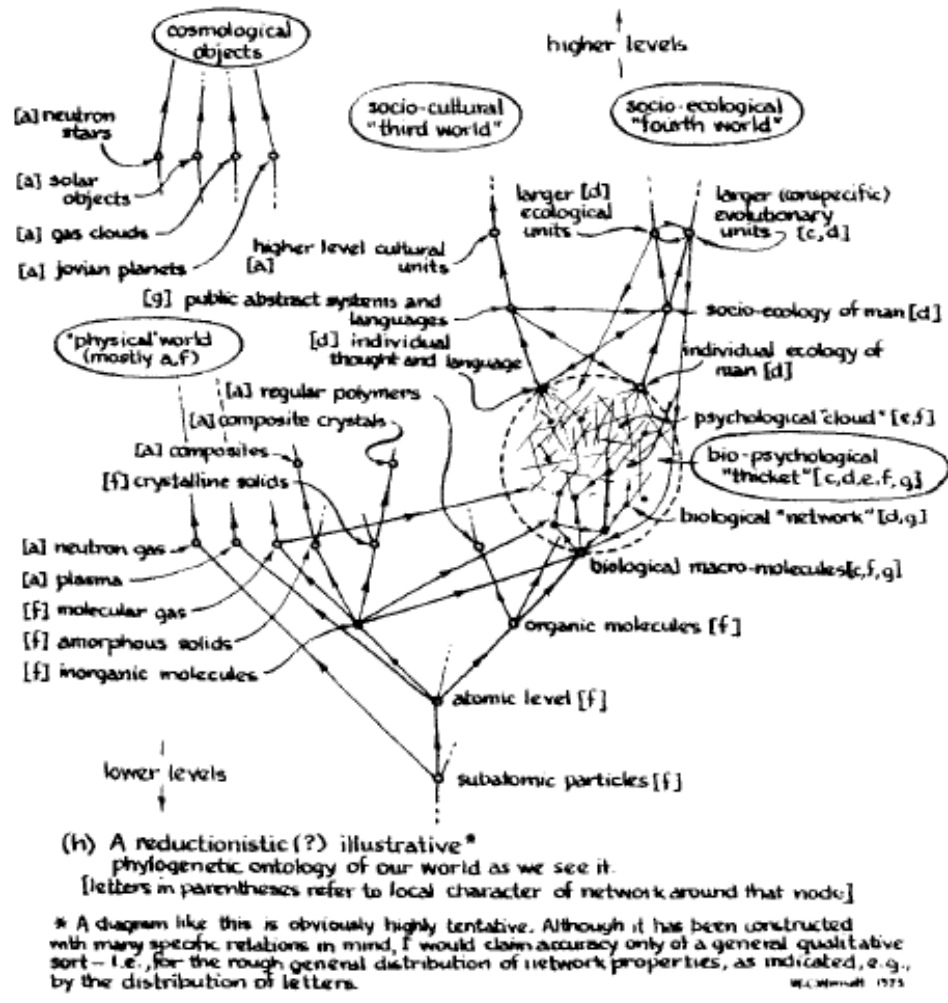 cosmological
objects
higher levels
[a] neutron
stars
socio-cultural
"third world"
socio-ecological
"fourth world"
[a] solar
objects
[a] gas clouds
[a] jovian planets
larger [d]
ecological
units
larger (conspecific)
evolutionary
units [c,d]
higher level cultural
[a] units
[g] public abstract systems and
languages
socio-ecology of man [d]
"physical" world
(mostly a,f)
[d] individual
thought and language
individual ecology of
man [d]
[a] regular polymers
[a] composite crystals
psychological "cloud" [e,f]
[a] composites
bio-psychological
"thicket" [c,d,e,f,g]
[f] crystalline solids
biological "network" [d,g]
[a] neutron gas
[a] plasma
biological macro-molecules [c,f,g]
[f] molecular gas
[f] amorphous solids
organic molecules [f]
[f] inorganic molecules
atomic level [f]
lower levels
subatomic particles [f]
(h) A reductionistic (?) illustrative*
phylogenetic ontology of our world as we see it.
[letters in parentheses refer to local character of network around that node]
* A diagram like this is obviously highly tentative. Although it has been constructed
with many specific relations in mind, I would claim accuracy only of a general qualitative
sort – i.e., for the rough general distribution of network properties, as indicated, e.g.,
by the distribution of letters.
W.C. Wimsatt 1975